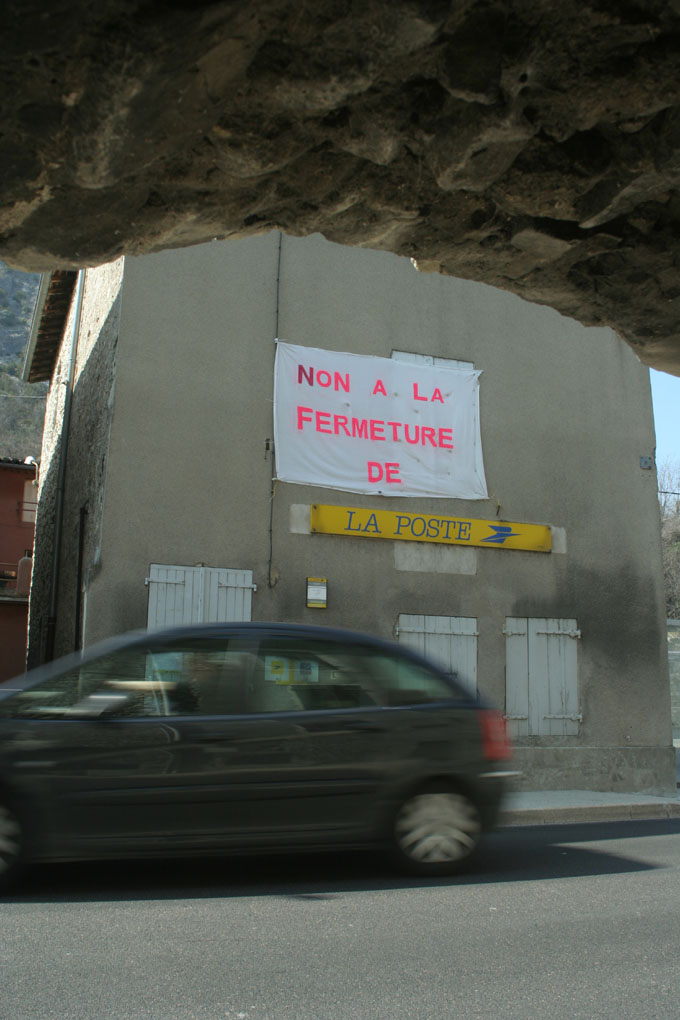 NON A LA
FERMETURE
DE
LA POSTE